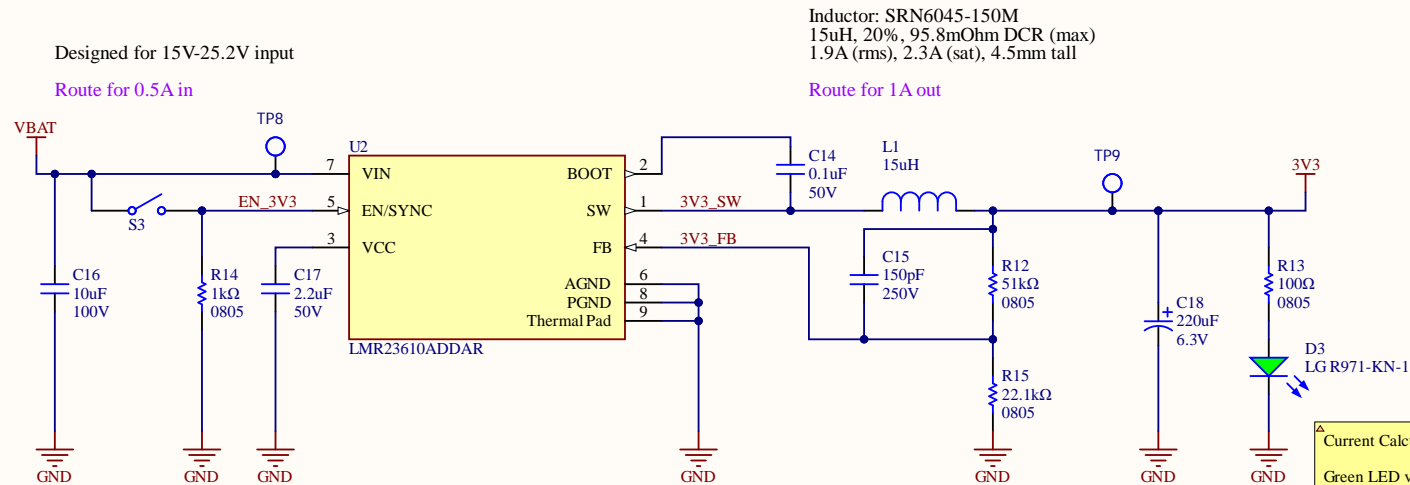 Inductor: SRN6045-150M
15uH, 20%, 95.8mOhm DCR (max)
1.9A (rms), 2.3A (sat), 4.5mm tall
Designed for 15V-25.2V input
Route for 0.5A in
Route for 1A out
VBAT
TP8
U2
7
VIN
BOOT
2
C14
0.1uF
50V
L1
15uH
TP9
3V3
S3
EN_3V3
5
EN/SYNC
SW
1
3V3_SW
3
VCC
FB
4
3V3_FB
C16
10uF
100V
R14
1kΩ
0805
C17
2.2uF
50V
AGND
6
PGND
8
Thermal Pad
9
LMR23610ADDAR
C15
150pF
250V
R12
51kΩ
0805
R13
100Ω
0805
C18
220uF
6.3V
+
D3
LG R971-KN-1
R15
22.1kΩ
0805
GND
GND
GND
GND
GND
GND
GND
Current Calc
Green LED v